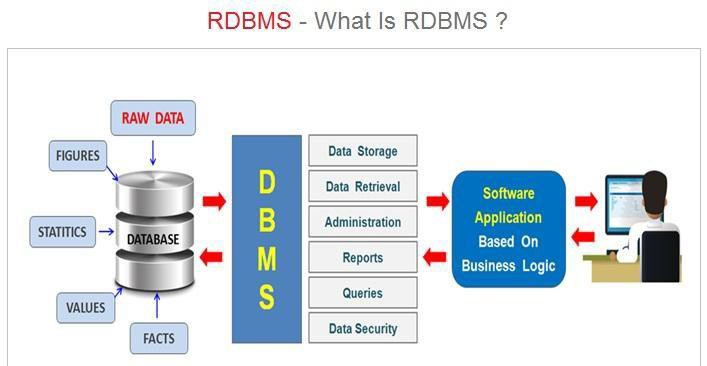 RDBMS - What Is RDBMS ?
RAW DATA
FIGURES
STATITICS
VALUES
FACTS
DATABASE
D
B
M
S
Data Storage
Data Retrieval
Administration
Reports
Queries
Data Security
Software
Application
Based On
Business Logic